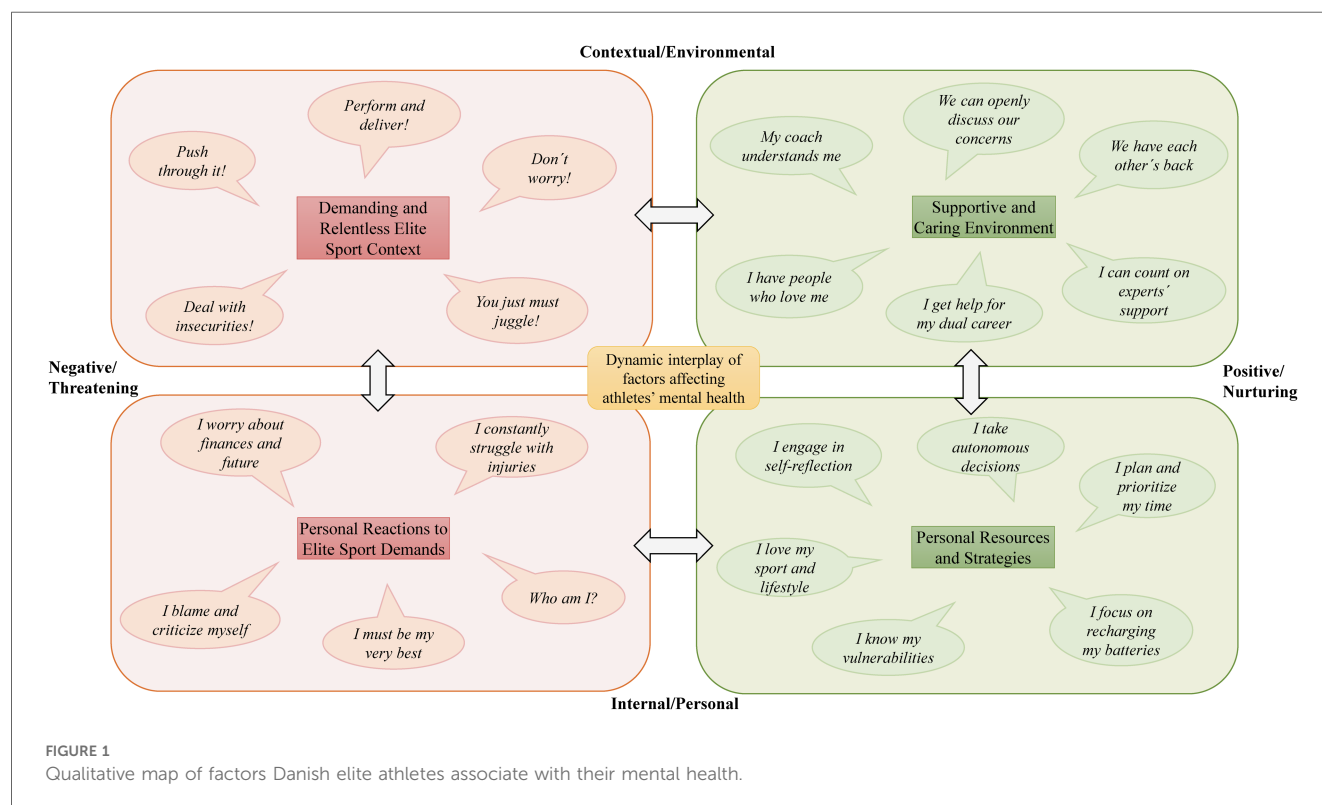 Contextual/Environmental
Perform and
deliver!
Push
through it!
Don´t
worry!
Demanding and
Relentless Elite
Sport Context
Deal with
insecurities!
You just must
juggle!
We can openly
discuss our
concerns
My coach
understands me
We have each
other´s back
Supportive and
Caring Environment
I have people
who love me
I get help for
my dual career
I can count on
experts´
support
Negative/
Threatening
Dynamic interplay of
factors affecting
athletes’ mental health
Positive/
Nurturing
I worry about
finances and
future
I constantly
struggle with
injuries
Personal Reactions to
Elite Sport Demands
I blame and
criticize myself
I must be my
very best
Who am I?
I engage in
self-reflection
I take
autonomous
decisions
I plan and
prioritize
my time
Personal Resources
and Strategies
I love my
sport and
lifestyle
I know my
vulnerabilities
I focus on
recharging
my batteries
Internal/Personal
FIGURE 1
Qualitative map of factors Danish elite athletes associate with their mental health.